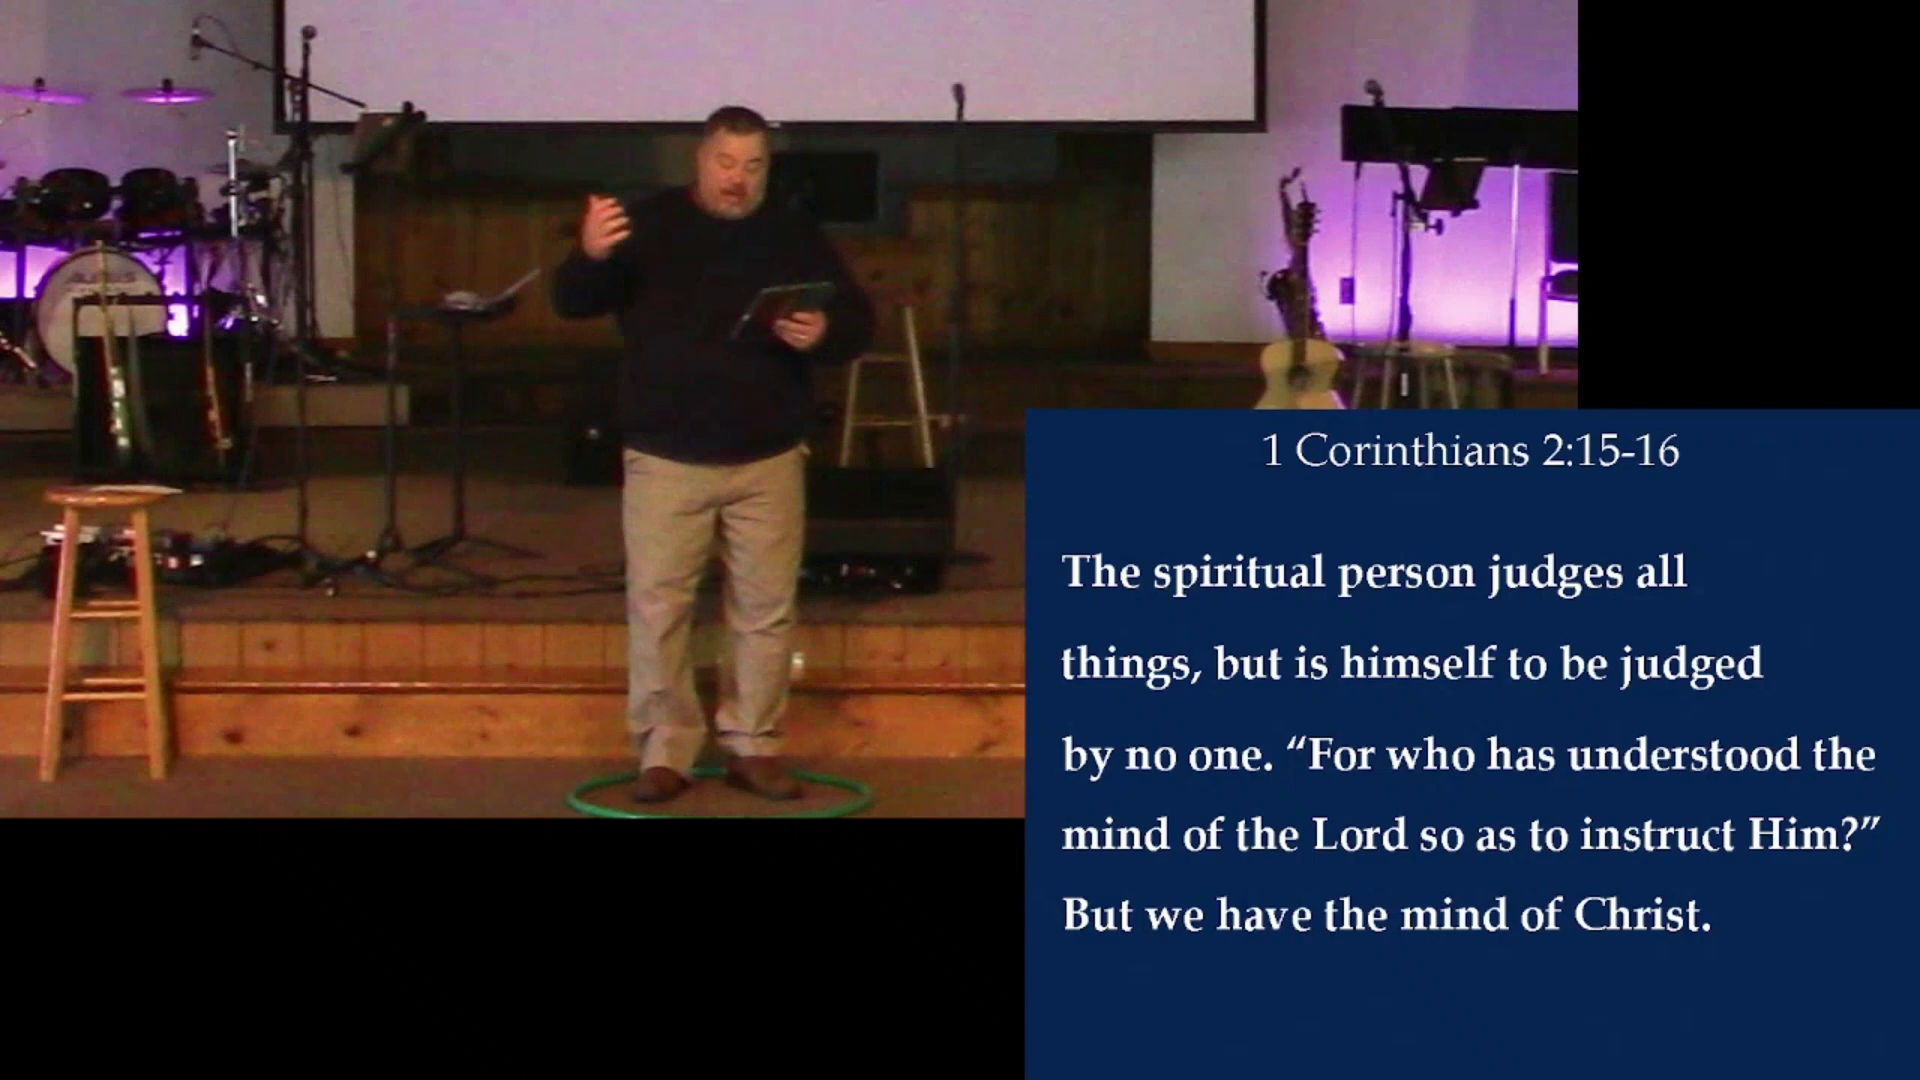 1 Corinthians 2:15-16
The spiritual person judges all
things, but is himself to be judged
by no one. “For who has understood the
mind of the Lord so as to instruct Him?”
But we have the mind of Christ.